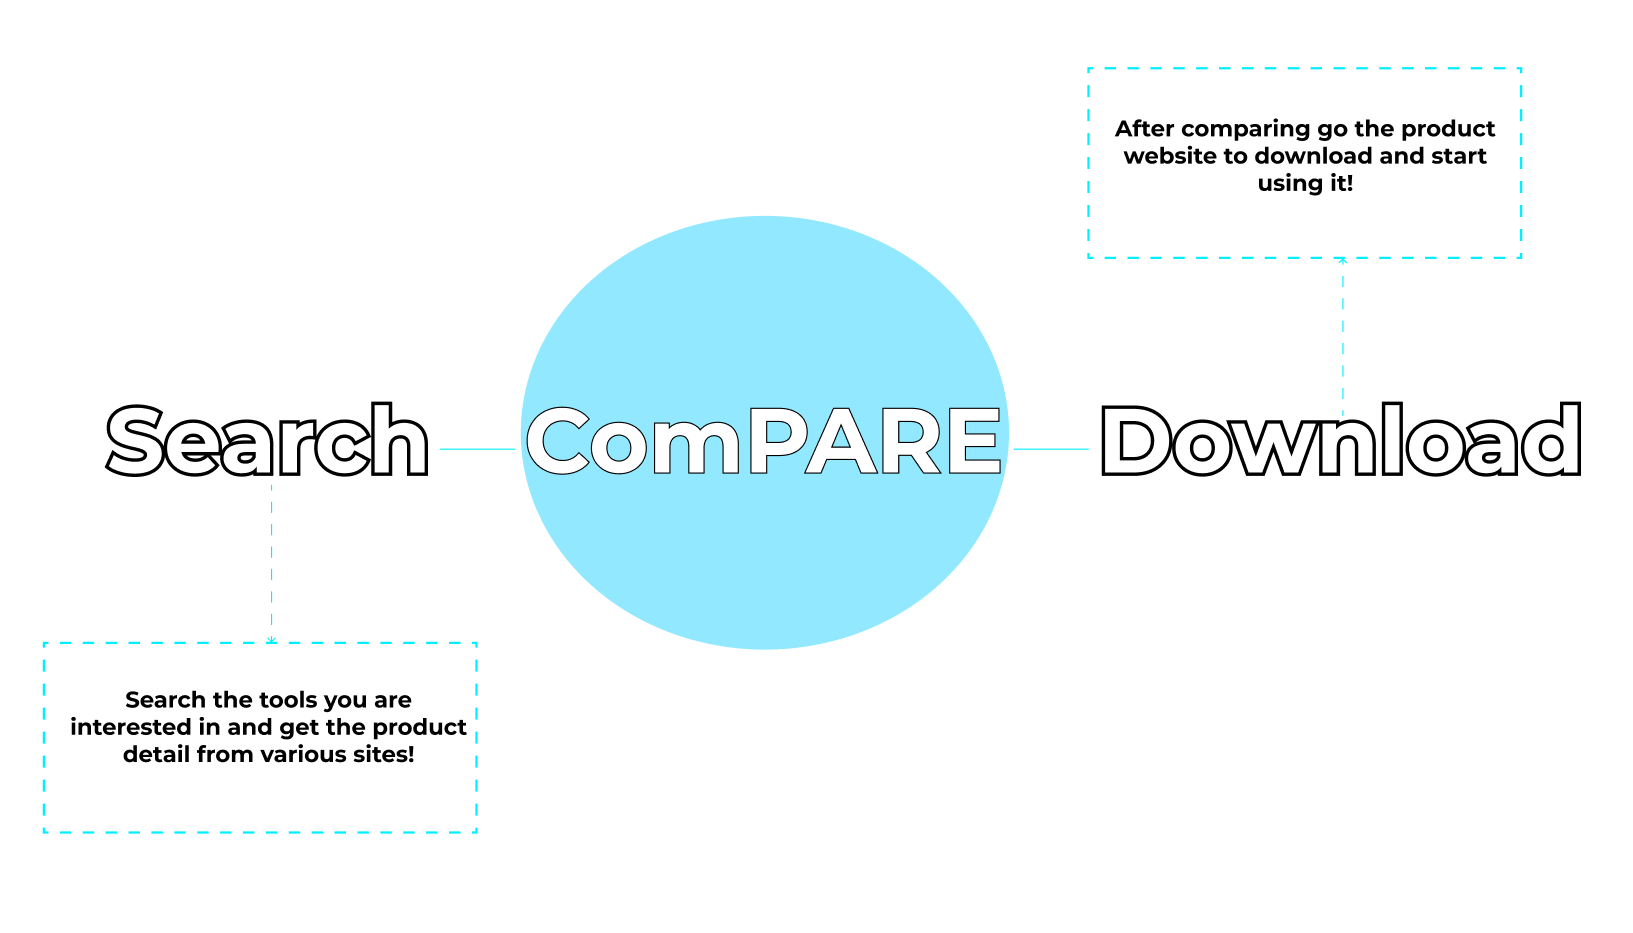 After comparing go the product
website to download and start
using it!
Search
ComPARE
Download
Search the tools you are
interested in and get the product
detail from various sites!